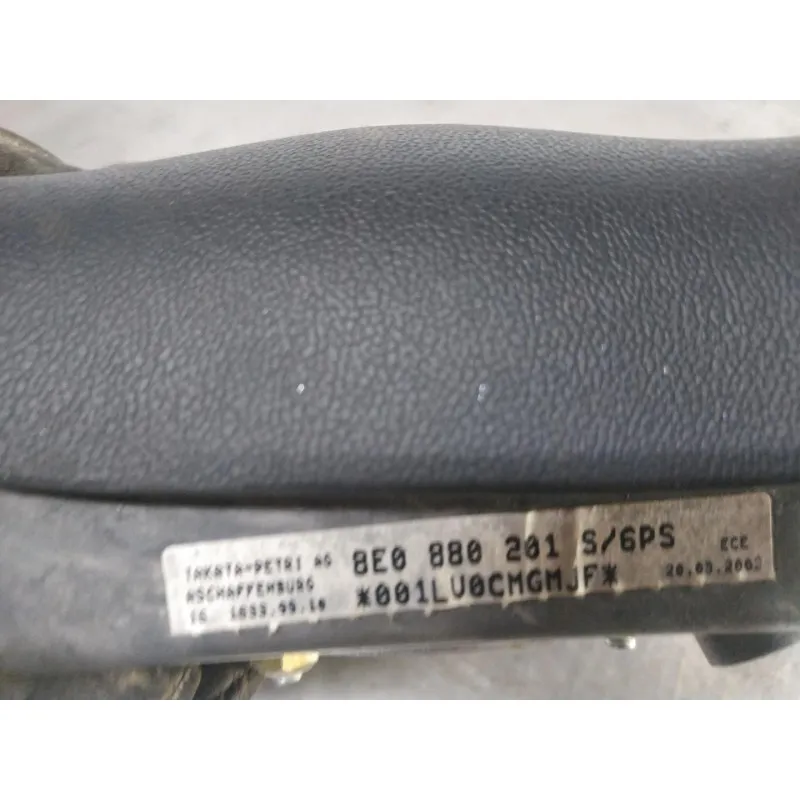 TAKATA-PETRI AG 8E0 880 201 S/6PS ECE
ASCHAFFENBURG *001LV0CMGMJF*